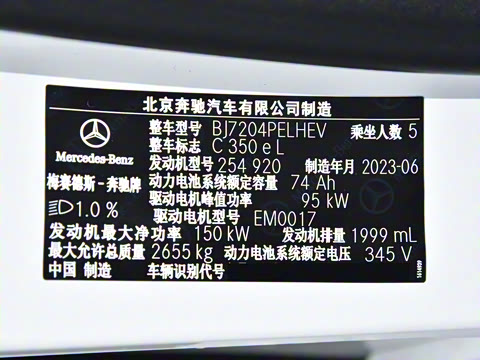 北京奔驰汽车有限公司制造
整车型号 BJ7204PELHEV 乘坐人数 5
整车标志 C 350 e L
Mercedes-Benz
发动机型号 254 920 制造年月 2023-06
梅赛德斯－奔驰牌 动力电池系统额定容量 74 Ah
驱动电机峰值功率 95 kW
1.0 % 驱动电机型号 EM0017
发动机最大净功率 150 kW 发动机排量 1999 mL
最大允许总质量 2655 kg 动力电池系统额定电压 345 V
中国 制造 车辆识别代号